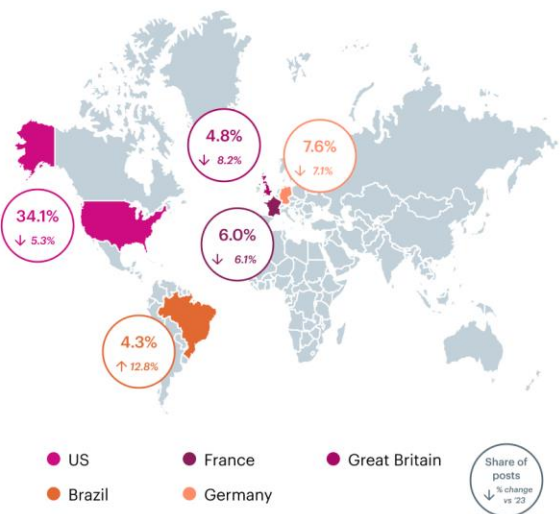 4.8%
↓ 8.2%
7.6%
↓ 7.1%
34.1%
↓ 5.3%
6.0%
↓ 6.1%
4.3%
↑ 12.8%
US
France
Great Britain
Brazil
Germany
Share of
posts
↓ % change
vs '23